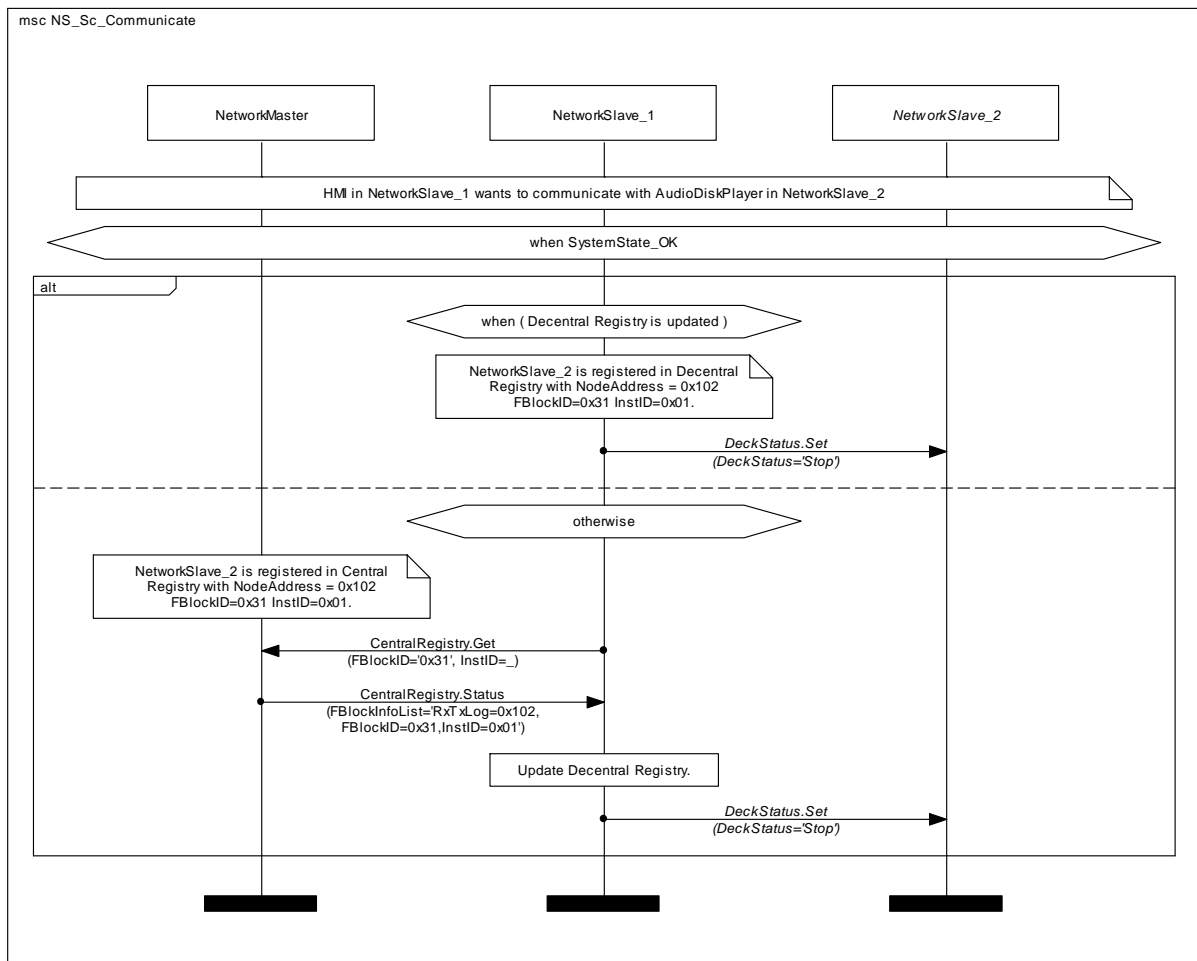 msc NS_Sc_Communicate
NetworkMaster
NetworkSlave_1
NetworkSlave_2
HMI in NetworkSlave_1 wants to communicate with AudioDiskPlayer in NetworkSlave_2
when SystemState_OK
alt
when ( Decentral Registry is updated )
NetworkSlave_2 is registered in Decentral
Registry with NodeAddress = 0x102
FBlockID=0x31 InstID=0x01.
DeckStatus.Set
(DeckStatus='Stop')
otherwise
NetworkSlave_2 is registered in Central
Registry with NodeAddress = 0x102
FBlockID=0x31 InstID=0x01.
CentralRegistry.Get
(FBlockID='0x31', InstID=_)
CentralRegistry.Status
(FBlockInfoList='RxTxLog=0x102,
FBlockID=0x31,InstID=0x01')
Update Decentral Registry.
DeckStatus.Set
(DeckStatus='Stop')